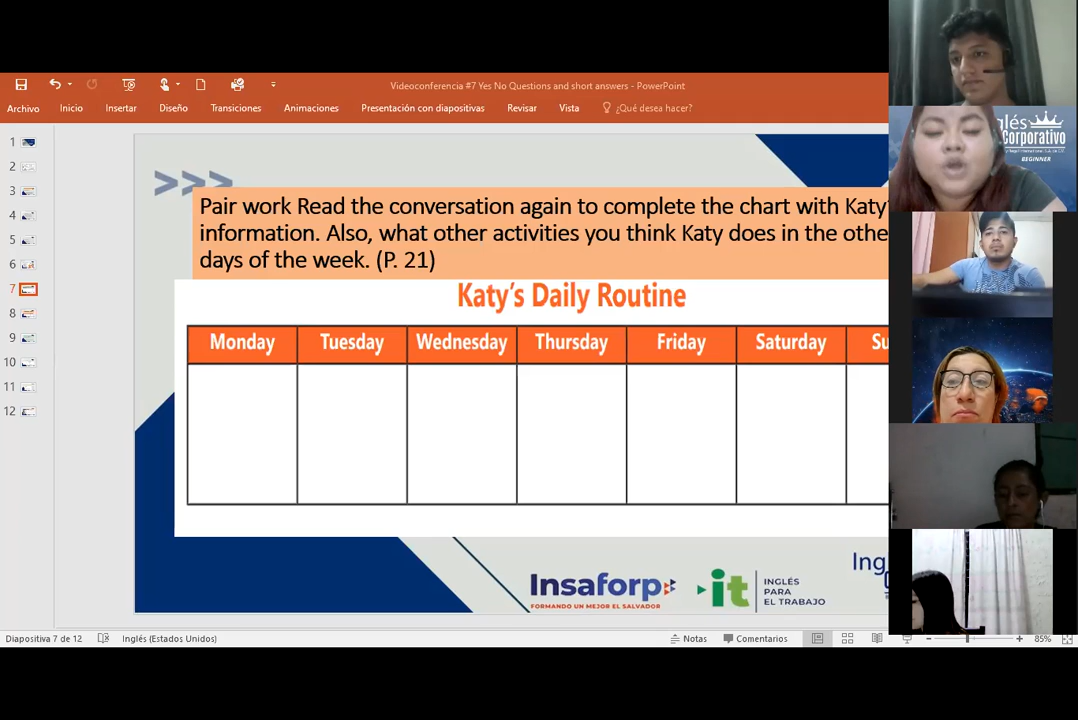 Videoconferencia #7 Yes No Questions and short answers - PowerPoint
Archivo Inicio Insertar Diseño Transiciones Animaciones Presentación con diapositivas Revisar Vista ¿Qué desea hacer?
1
2
3
4
5
6
7
8
9
10
11
12
>>>
Pair work Read the conversation again to complete the chart with Katy'
information. Also, what other activities you think Katy does in the othe
days of the week. (P. 21)
Katy's Daily Routine
Monday Tuesday Wednesday Thursday Friday Saturday Su
Insaforp
FORMANDO UN MEJOR EL SALVADOR
it INGLÉS
PARA
EL TRABAJO
Ing
glés
Corporativo
BEGINNER
Diapositiva 7 de 12 Inglés (Estados Unidos) Notas Comentarios 85%